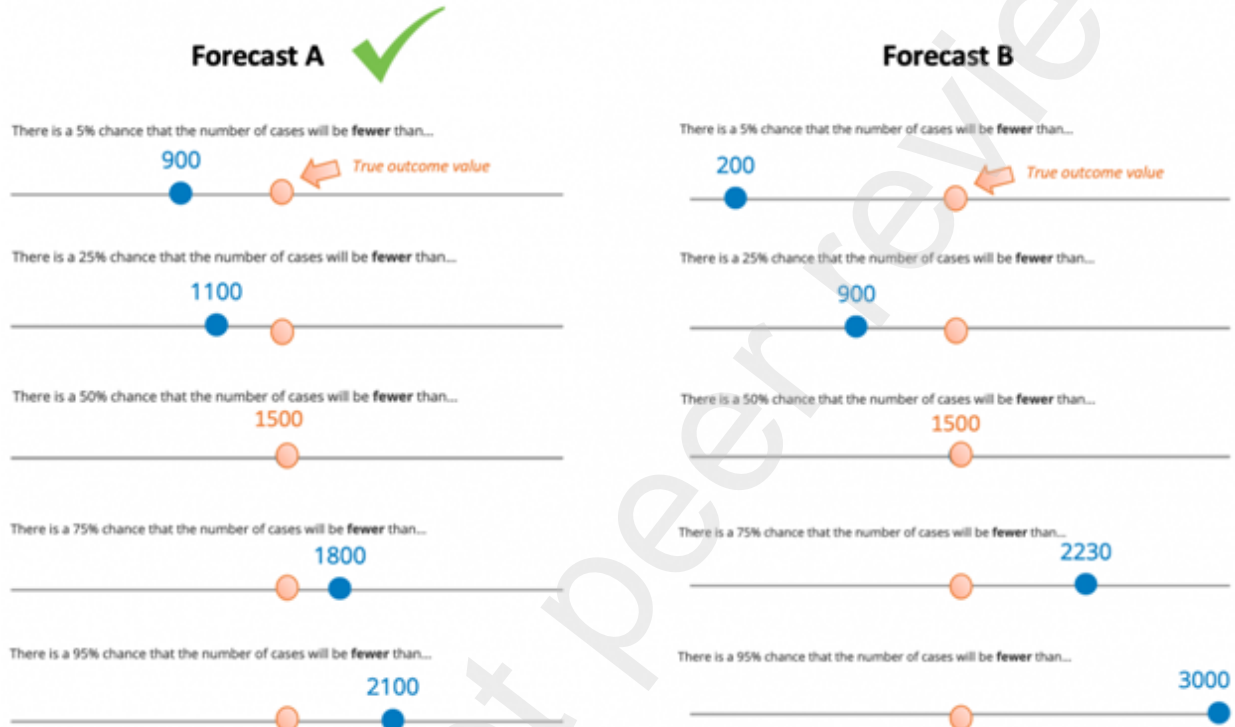 Forecast A
There is a 5% chance that the number of cases will be fewer than...
900
True outcome value
There is a 25% chance that the number of cases will be fewer than...
1100
There is a 50% chance that the number of cases will be fewer than...
1500
There is a 75% chance that the number of cases will be fewer than...
1800
There is a 95% chance that the number of cases will be fewer than...
2100
Forecast B
There is a 5% chance that the number of cases will be fewer than...
200
True outcome value
There is a 25% chance that the number of cases will be fewer than...
900
There is a 50% chance that the number of cases will be fewer than...
1500
There is a 75% chance that the number of cases will be fewer than...
2230
There is a 95% chance that the number of cases will be fewer than...
3000
peer revie